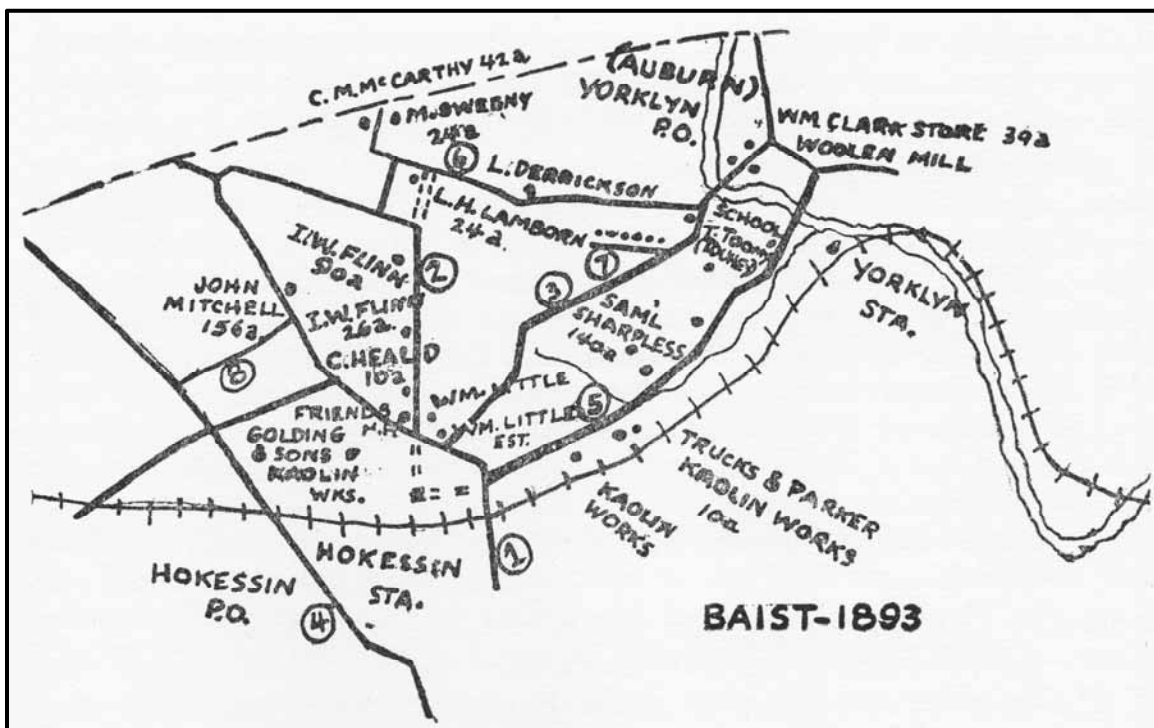 C. M. McCARTHY 42a
M. SWEENY
24a
(AUBURN)
YORKLYN
P.O.
WM. CLARK STORE 39a
WOOLEN MILL
6
L. DERRICKSON
L. H. LAMBORN
24a.
SCHOOL
7
I. W. FLINN
90a
2
3
YORKLYN
STA.
JOHN
MITCHELL
156a
I. W. FLINN
26a.
SAM'L
SHARPLESS
140a
C. HEALD
10a
8
WM. LITTLE
5
FRIENDS
M.H.
WM. LITTLE
EST.
GOLDING
& SONS
KAOLIN
WKS.
TRUCKS & PARKER
KAOLIN WORKS
10a
KAOLIN
WORKS
HOKESSIN
STA.
2
HOKESSIN
P.O.
4
BAIST-1893